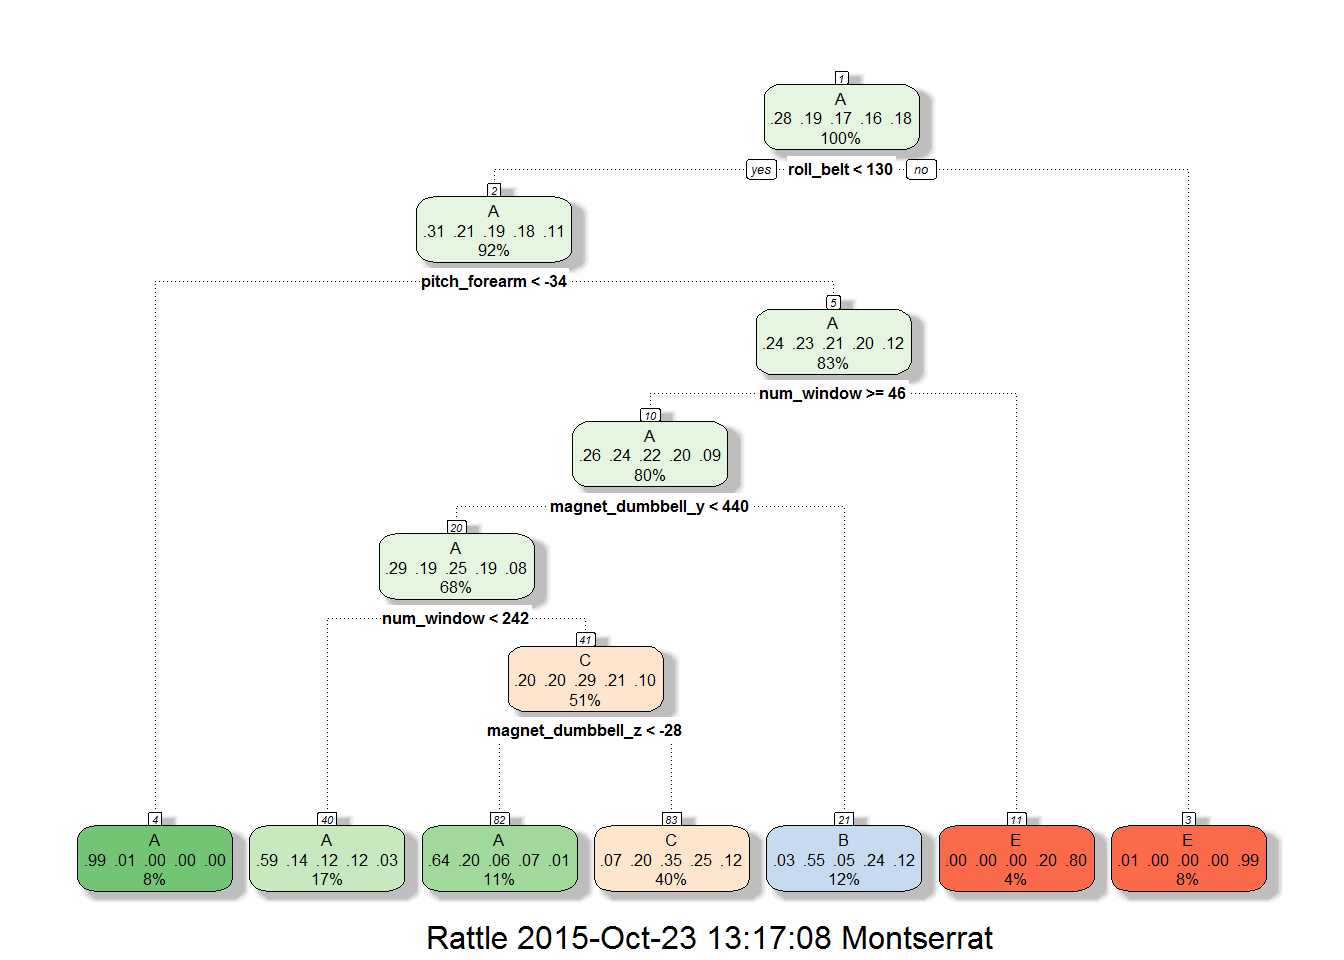 1
A
.28 .19 .17 .16 .18
100%
yes roll_belt < 130 no
2
A
.31 .21 .19 .18 .11
92%
pitch_forearm < -34
5
A
.24 .23 .21 .20 .12
83%
num_window >= 46
10
A
.26 .24 .22 .20 .09
80%
magnet_dumbbell_y < 440
20
A
.29 .19 .25 .19 .08
68%
num_window < 242
41
C
.20 .20 .29 .21 .10
51%
magnet_dumbbell_z < -28
4
A
.99 .01 .00 .00 .00
8%
40
A
.59 .14 .12 .12 .03
17%
82
A
.64 .20 .06 .07 .01
11%
83
C
.07 .20 .35 .25 .12
40%
21
B
.03 .55 .05 .24 .12
12%
11
E
.00 .00 .00 .20 .80
4%
3
E
.01 .00 .00 .00 .99
8%
Rattle 2015-Oct-23 13:17:08 Montserrat